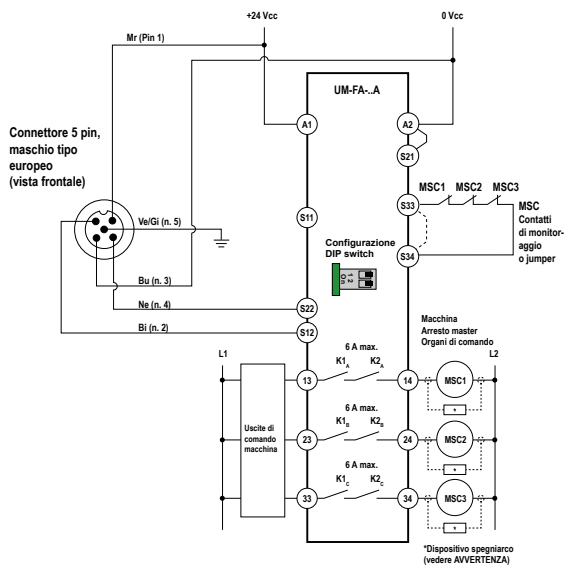 +24 Vcc
0 Vcc
Mr (Pin 1)
UM-FA-..A
A1
A2
S21
Connettore 5 pin,
maschio tipo
europeo
(vista frontale)
MSC1 MSC2 MSC3
S33
MSC
Contatti
di monitor-
aggio
o jumper
Ve/Gi (n. 5)
S11
Configurazione
DIP switch
S34
1 2
On
Bu (n. 3)
Ne (n. 4)
S22
Bi (n. 2)
S12
Macchina
Arresto master
Organi di comando
L1
L2
6 A max.
K1A K2A
13
14
MSC1
*
Uscite di
comando
macchina
6 A max.
K1B K2B
23
24
MSC2
*
6 A max.
K1C K2C
33
34
MSC3
*
*Dispositivo spegniarco
(vedere AVVERTENZA)